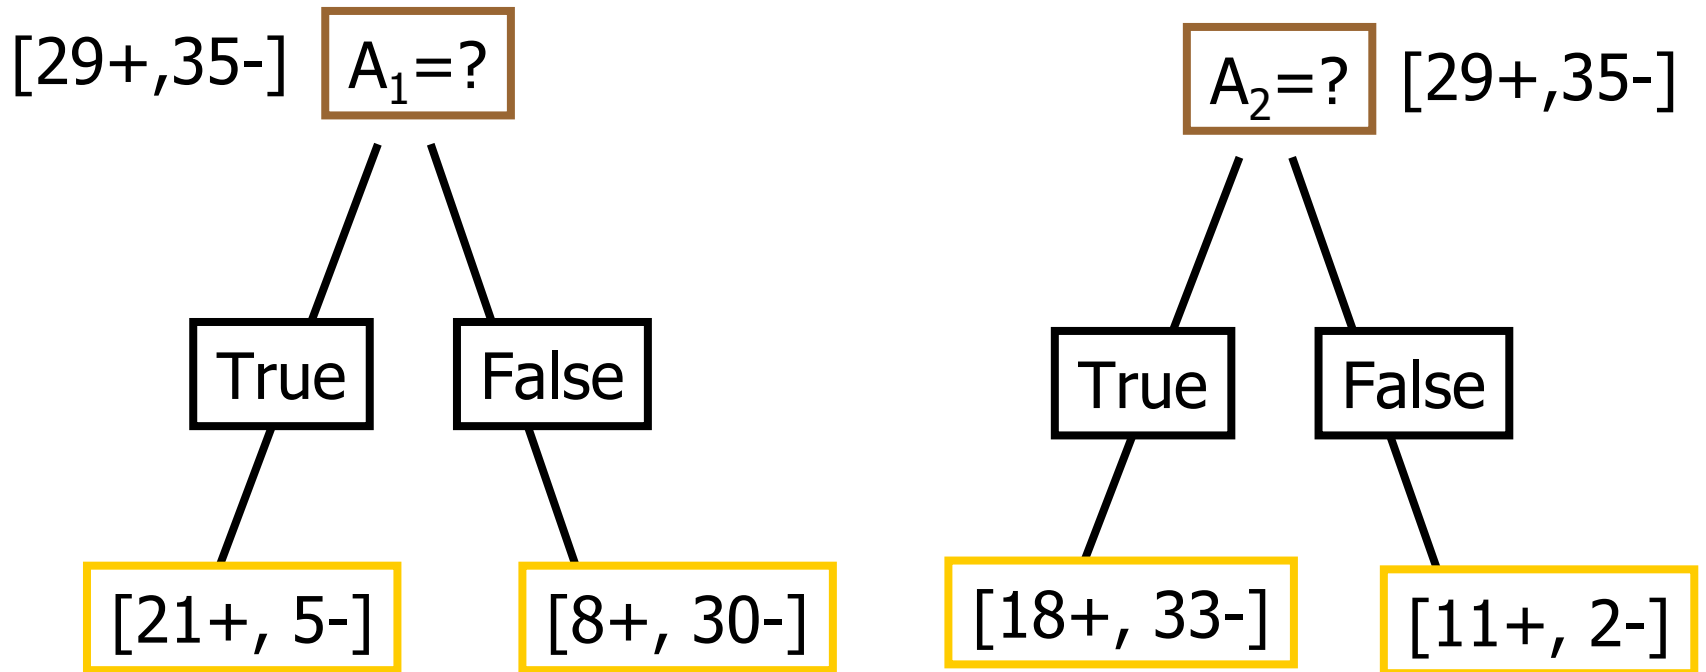 [29+,35-] A₁=?
True False
[21+, 5-] [8+, 30-]
A₂=? [29+,35-]
True False
[18+, 33-] [11+, 2-]